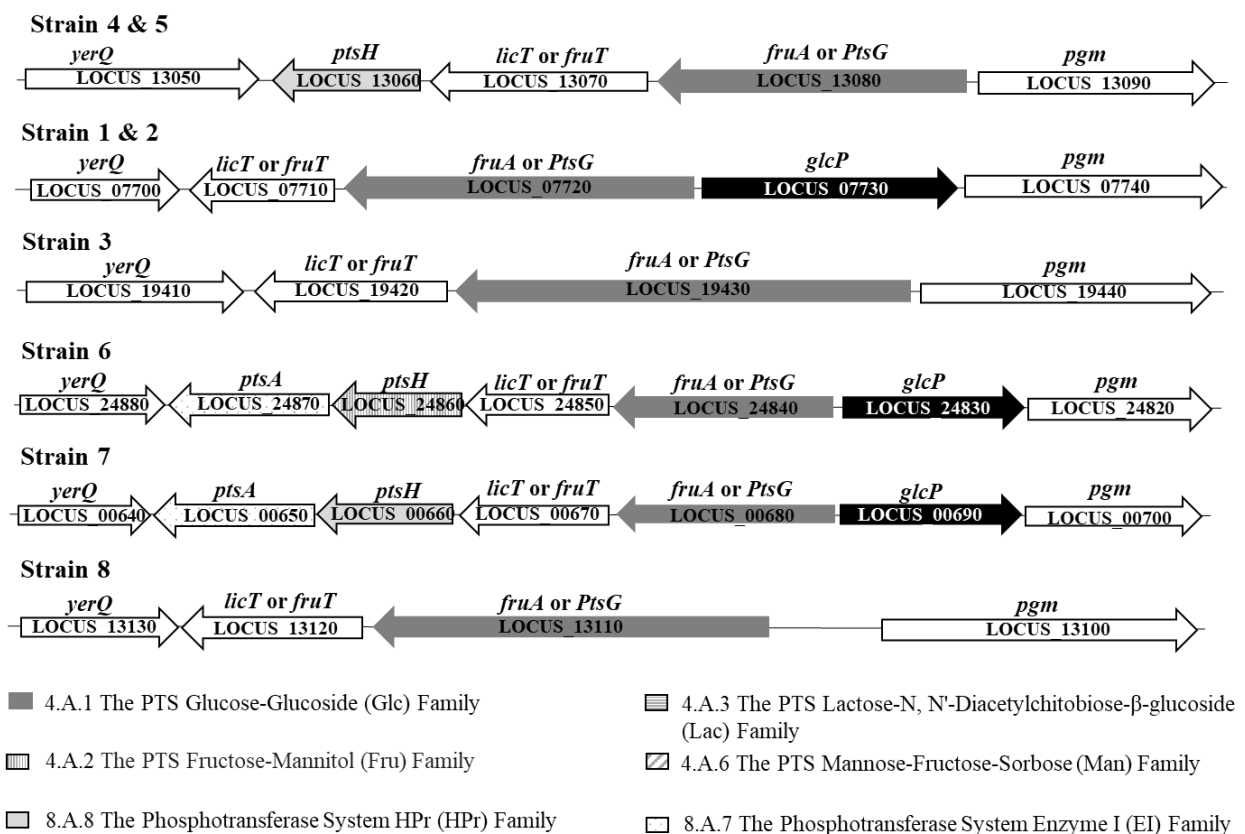 Strain 4 & 5
yerQ ptsH licT or fruT fruA or PtsG pgm
LOCUS_13050 LOCUS_13060 LOCUS_13070 LOCUS_13080 LOCUS_13090
Strain 1 & 2
yerQ licT or fruT fruA or PtsG glcP pgm
LOCUS_07700 LOCUS_07710 LOCUS_07720 LOCUS_07730 LOCUS_07740
Strain 3
yerQ licT or fruT fruA or PtsG pgm
LOCUS_19410 LOCUS_19420 LOCUS_19430 LOCUS_19440
Strain 6
yerQ ptsA ptsH licT or fruT fruA or PtsG glcP pgm
LOCUS_24880 LOCUS_24870 LOCUS_24860 LOCUS_24850 LOCUS_24840 LOCUS_24830 LOCUS_24820
Strain 7
yerQ ptsA ptsH licT or fruT fruA or PtsG glcP pgm
LOCUS_00640 LOCUS_00650 LOCUS_00660 LOCUS_00670 LOCUS_00680 LOCUS_00690 LOCUS_00700
Strain 8
yerQ licT or fruT fruA or PtsG pgm
LOCUS_13130 LOCUS_13120 LOCUS_13110 LOCUS_13100
4.A.1 The PTS Glucose-Glucoside (Glc) Family
4.A.3 The PTS Lactose-N, N'-Diacetylchitobiose-β-glucoside
(Lac) Family
4.A.2 The PTS Fructose-Mannitol (Fru) Family
4.A.6 The PTS Mannose-Fructose-Sorbose (Man) Family
8.A.8 The Phosphotransferase System HPr (HPr) Family
8.A.7 The Phosphotransferase System Enzyme I (EI) Family